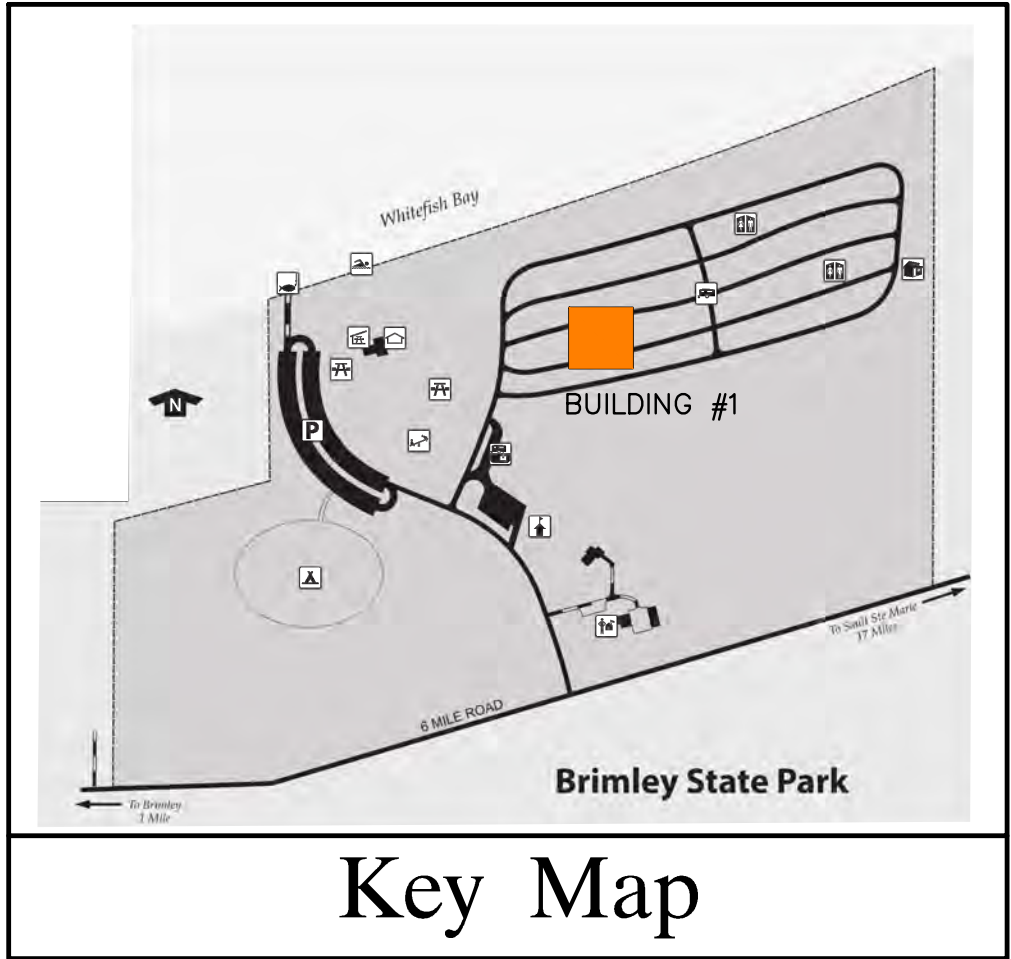 Whitefish Bay
N
P
BUILDING #1
To Sault Ste Marie
17 Miles
6 MILE ROAD
Brimley State Park
To Brimley
1 Mile
Key Map